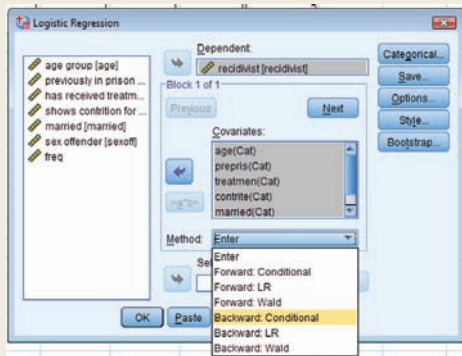 Logistic Regression
Dependent:
recidivist [recidivist]
age group [age]
previously in prison ...
has received treatm...
shows contrition for ...
married [married]
sex offender [sexoff]
freq
Block 1 of 1
Previous
Next
Covariates:
age(Cat)
prepris(Cat)
treatmen(Cat)
contrite(Cat)
married(Cat)
>a*b>
Method: Enter
Enter
Forward: Conditional
Forward: LR
Forward: Wald
Backward: Conditional
Backward: LR
Backward: Wald
Categorical...
Save...
Options...
Style...
Bootstrap...
OK
Paste